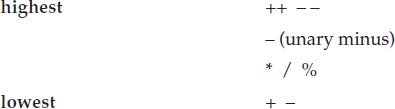 highest ++ – –
– (unary minus)
* / %
lowest + –